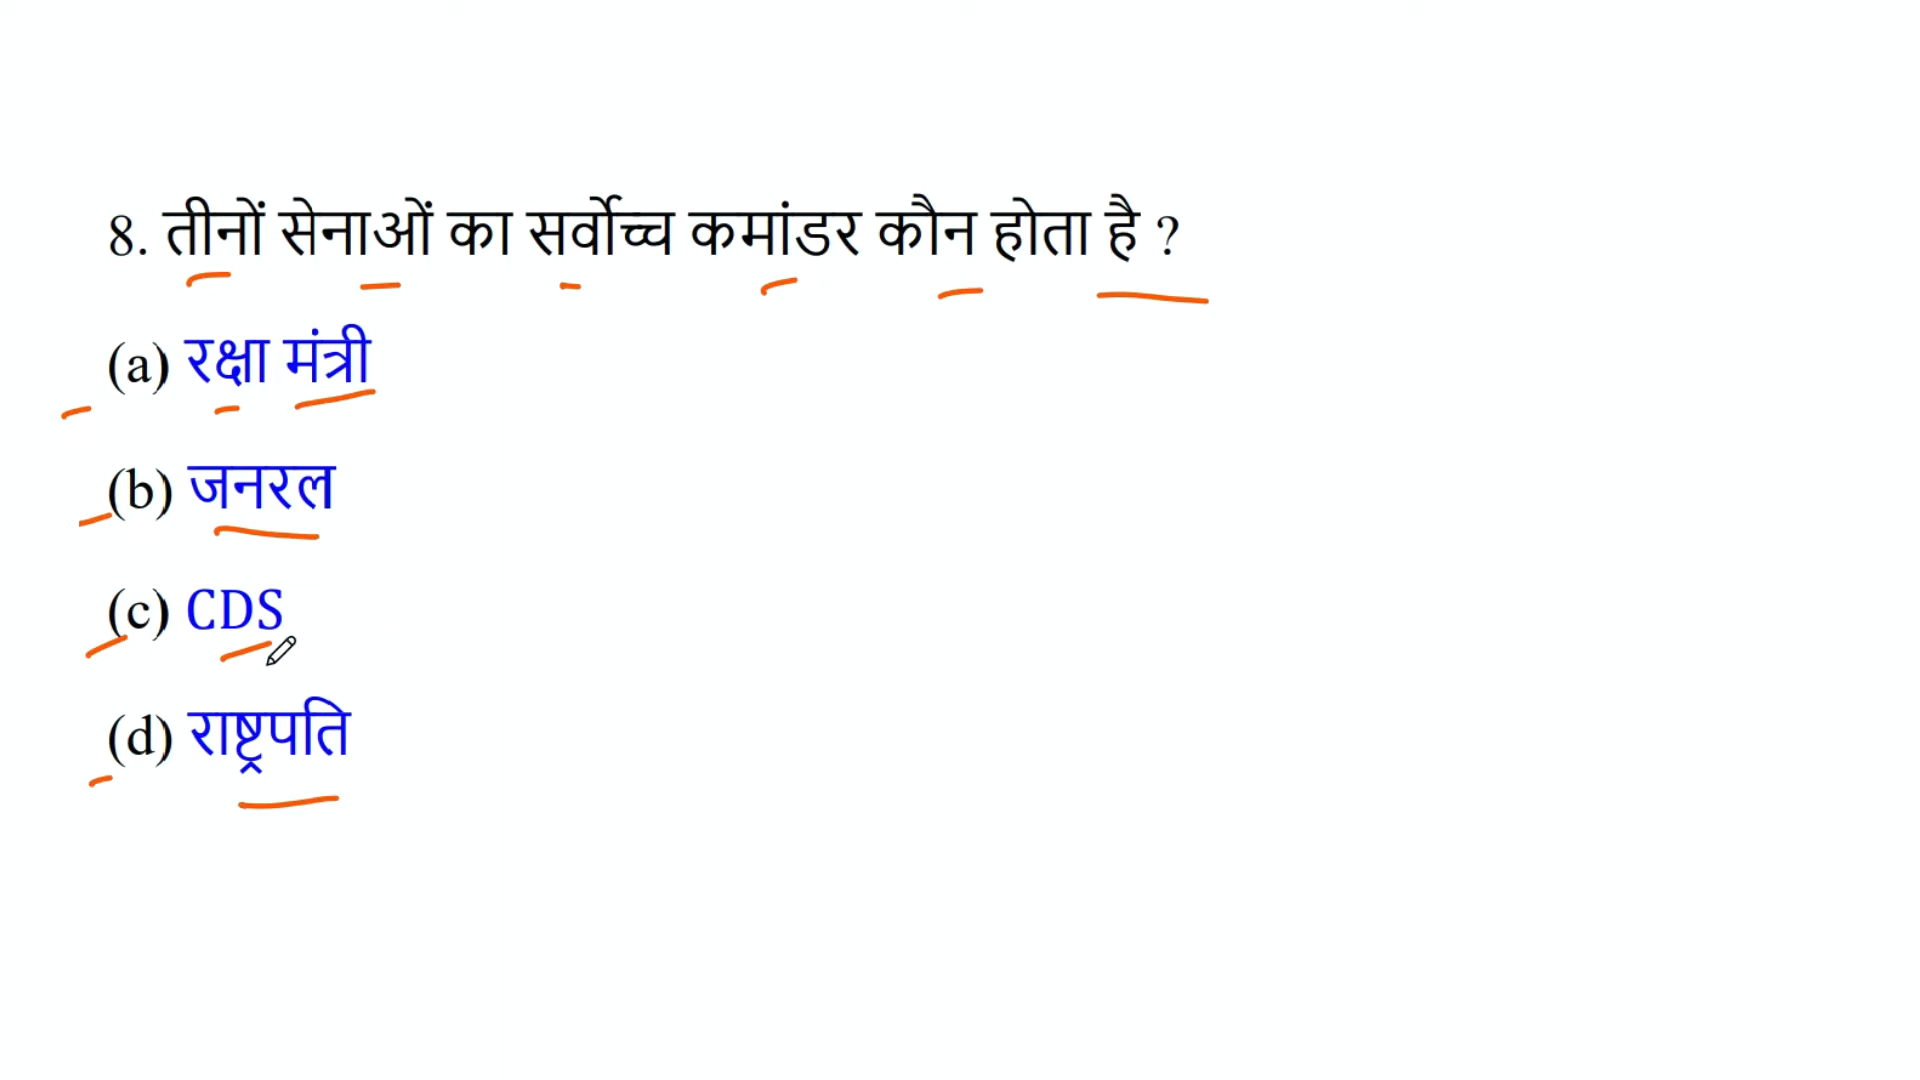 8. तीनों सेनाओं का सर्वोच्च कमांडर कौन होता है ?
(a) रक्षा मंत्री
(b) जनरल
(c) CDS
(d) राष्ट्रपति